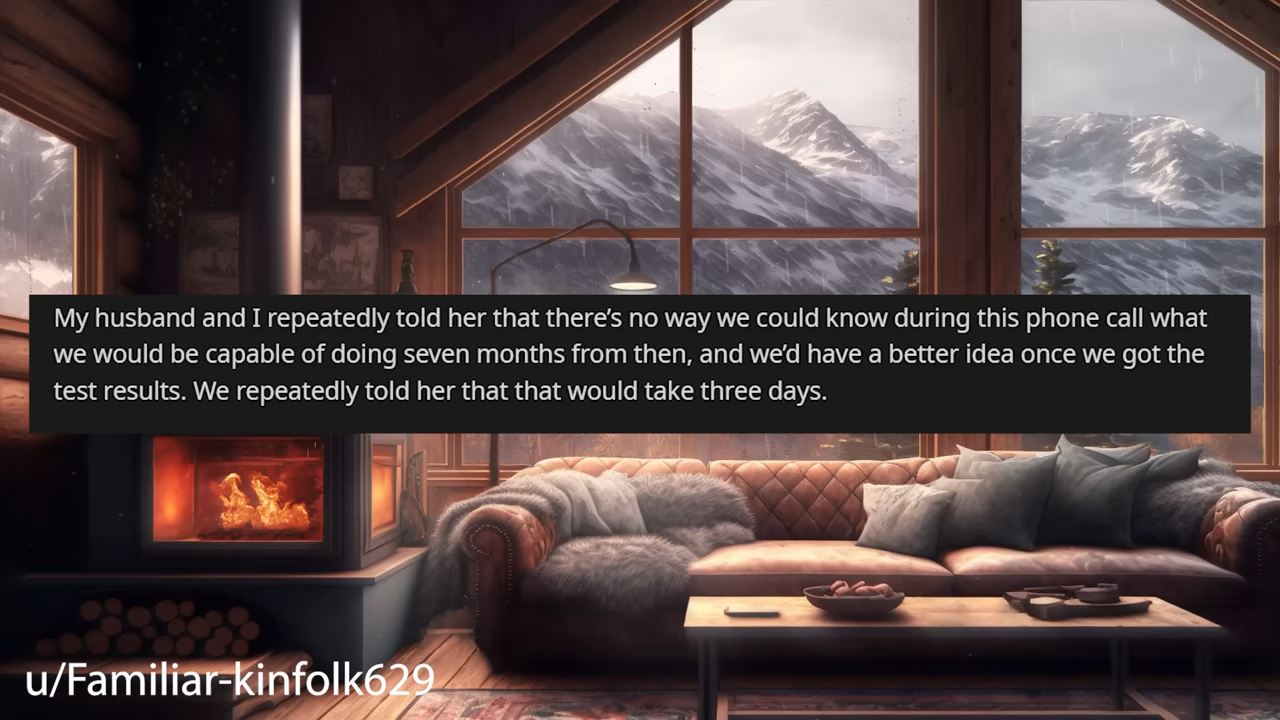 My husband and I repeatedly told her that there’s no way we could know during this phone call what
we would be capable of doing seven months from then, and we’d have a better idea once we got the
test results. We repeatedly told her that that would take three days.
u/Familiar-kinfolk629